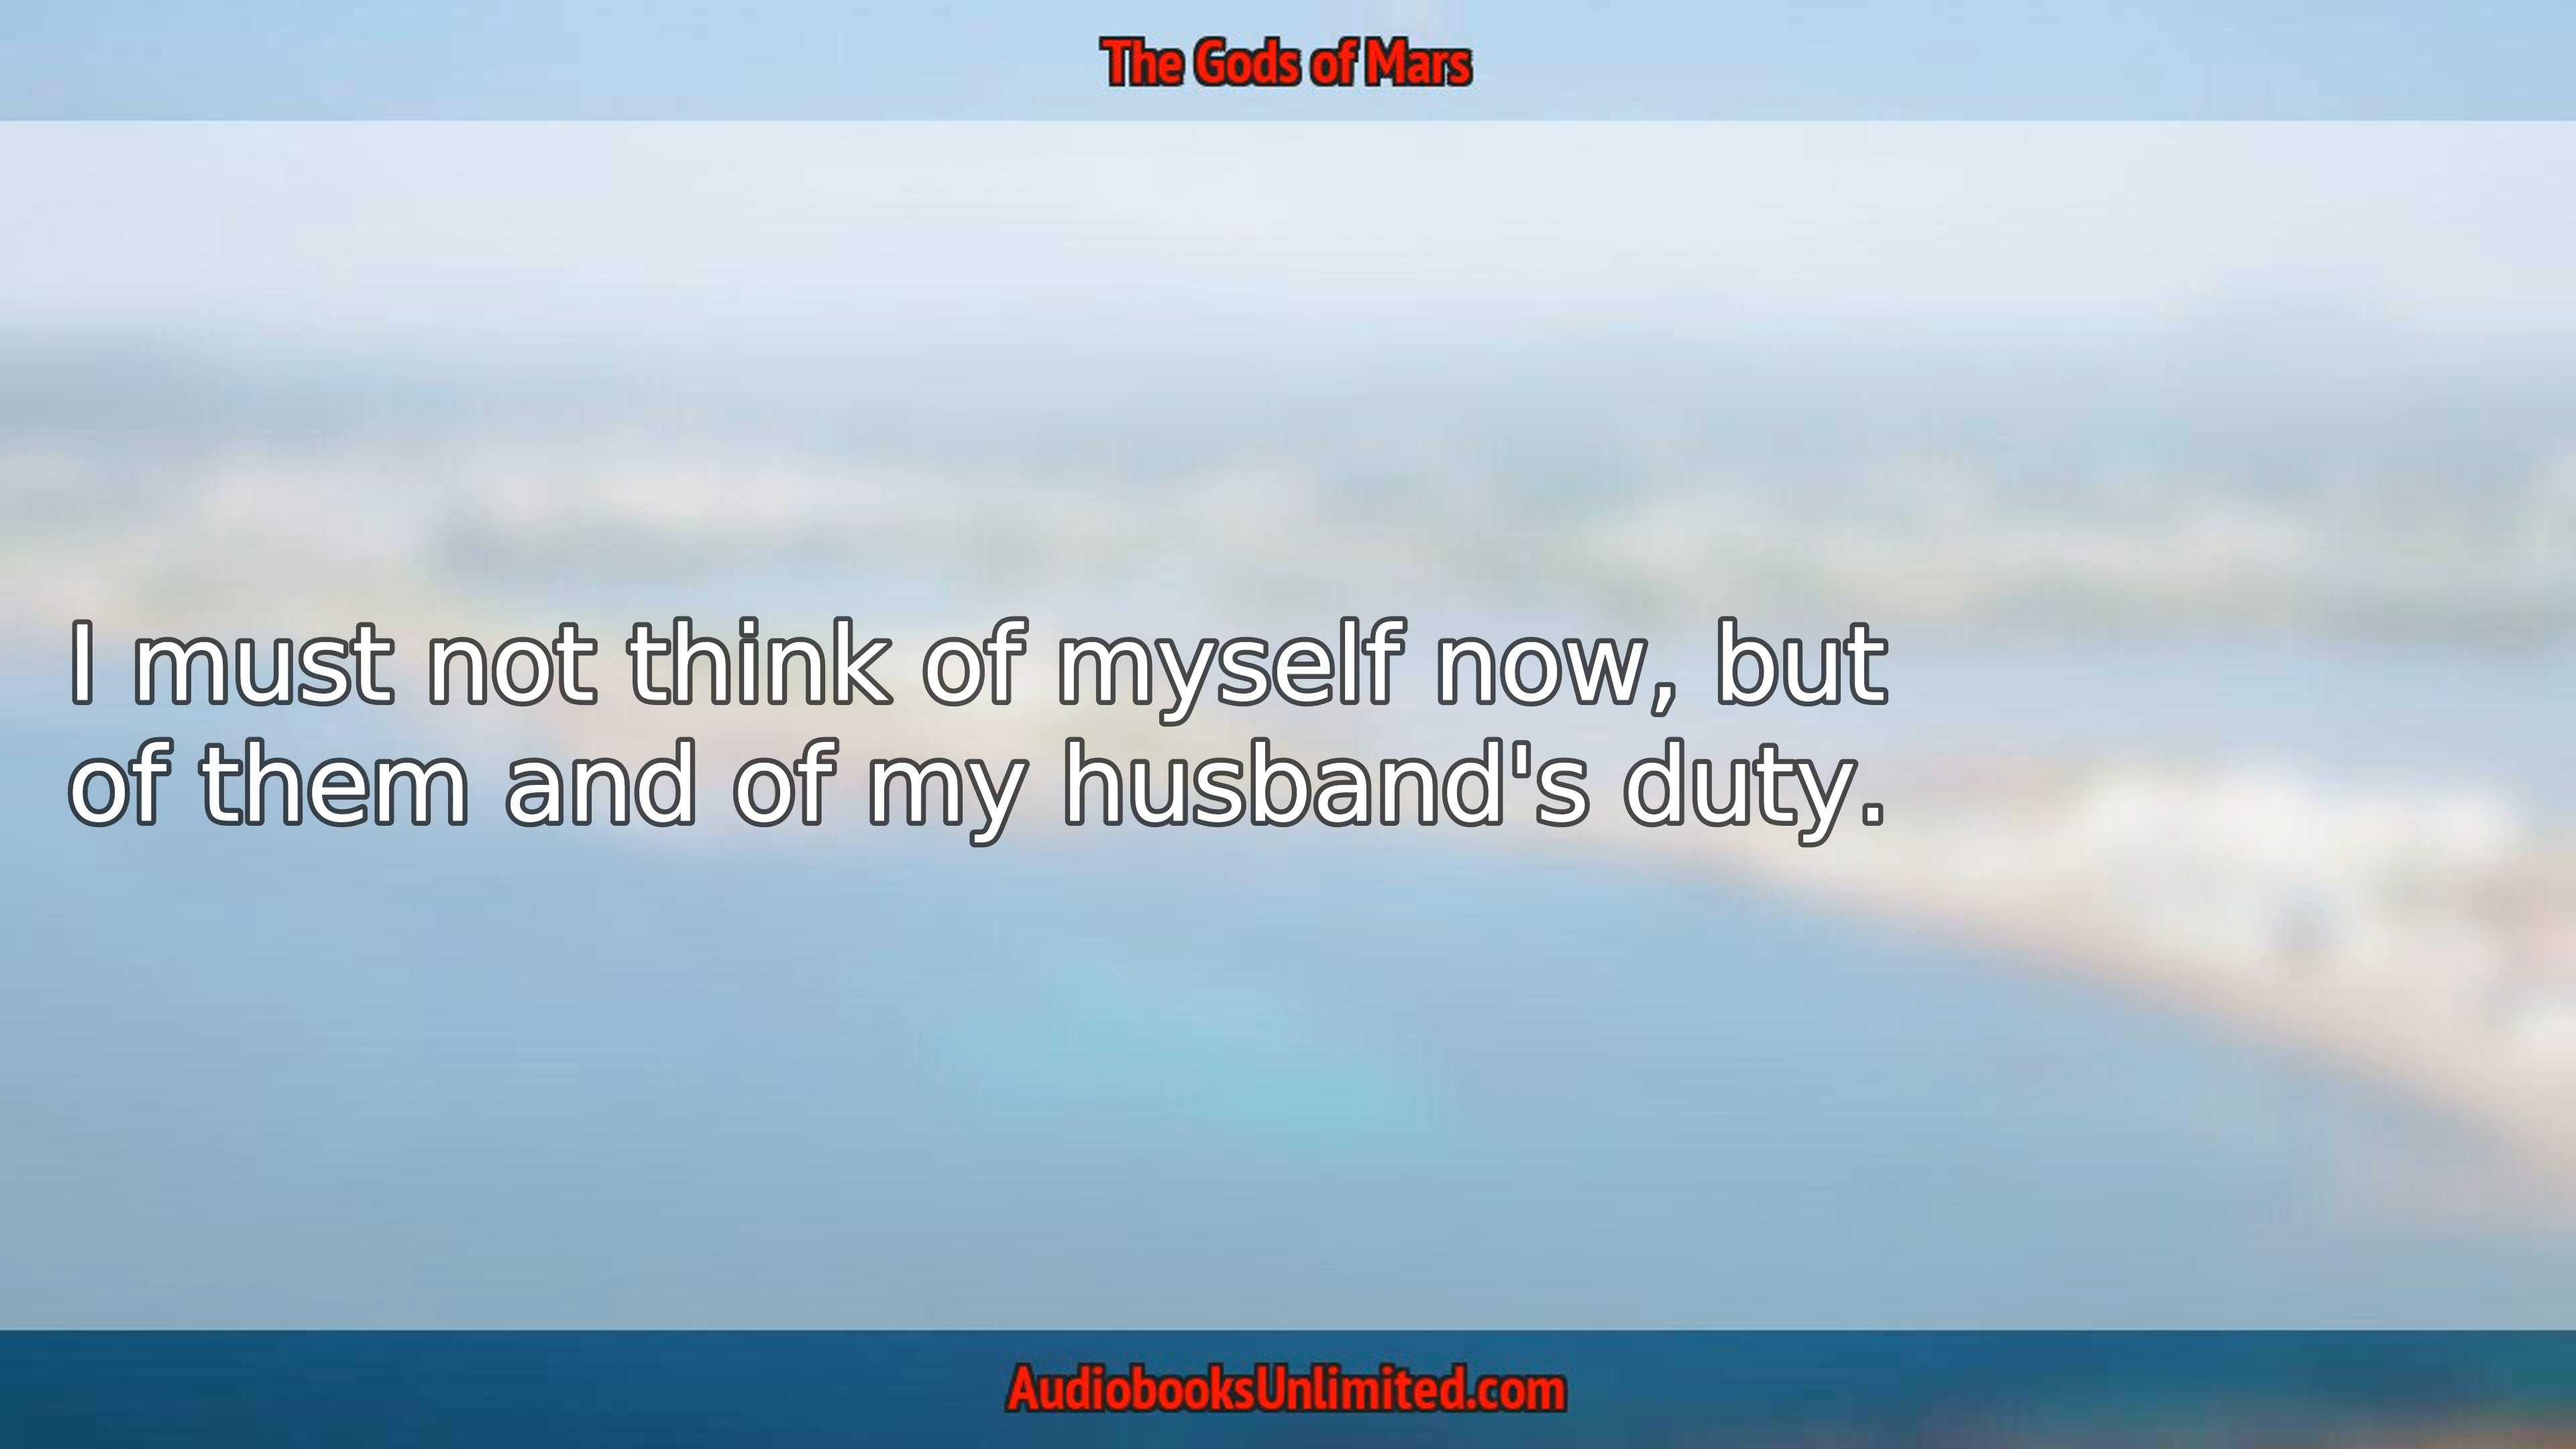 The Gods of Mars
I must not think of myself now, but
of them and of my husband's duty.
AudiobooksUnlimited.com